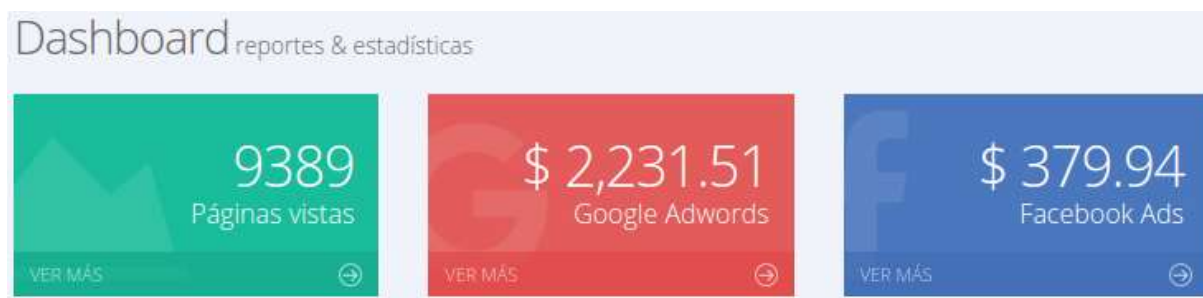 Dashboard reportes & estadísticas
9389
Páginas vistas
VER MÁS
$ 2,231.51
Google Adwords
VER MÁS
$ 379.94
Facebook Ads
VER MÁS